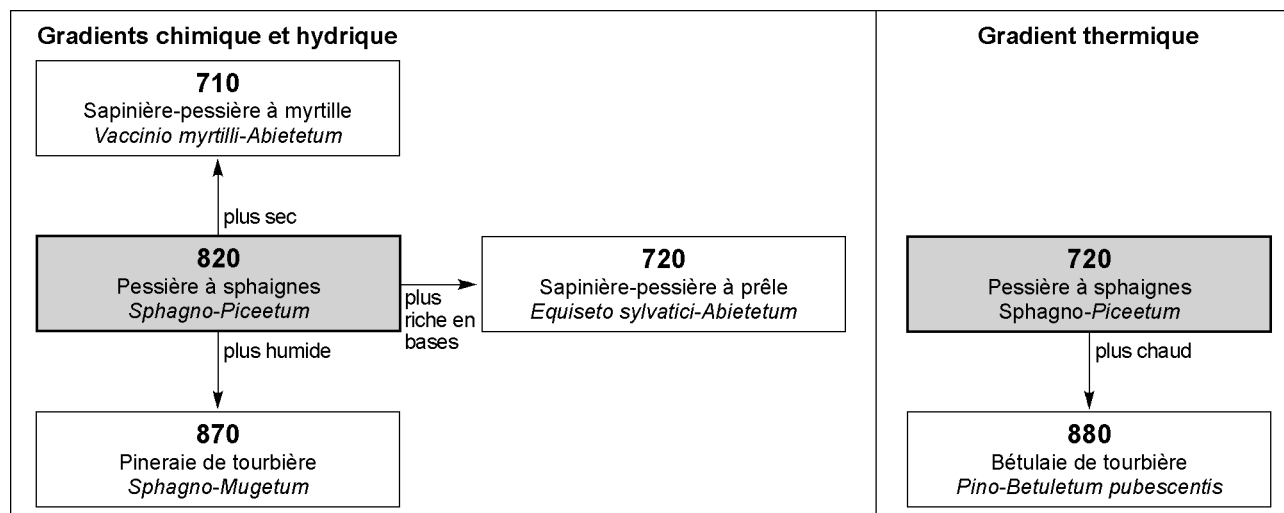 Gradients chimique et hydrique
710
Sapinière-pessière à myrtille
Vaccinio myrtilli-Abietetum
plus sec
820
Pessière à sphaignes
Sphagno-Piceetum
plus
riche en
bases
720
Sapinière-pessière à prêle
Equiseto sylvatici-Abietetum
plus humide
870
Pineraie de tourbière
Sphagno-Mugetum
Gradient thermique
720
Pessière à sphaignes
Sphagno-Piceetum
plus chaud
880
Bétulaie de tourbière
Pino-Betuletum pubescentis